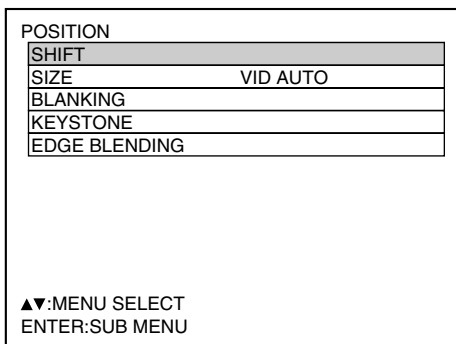 POSITION
SHIFT
SIZE VID AUTO
BLANKING
KEYSTONE
EDGE BLENDING
▲▼:MENU SELECT
ENTER:SUB MENU